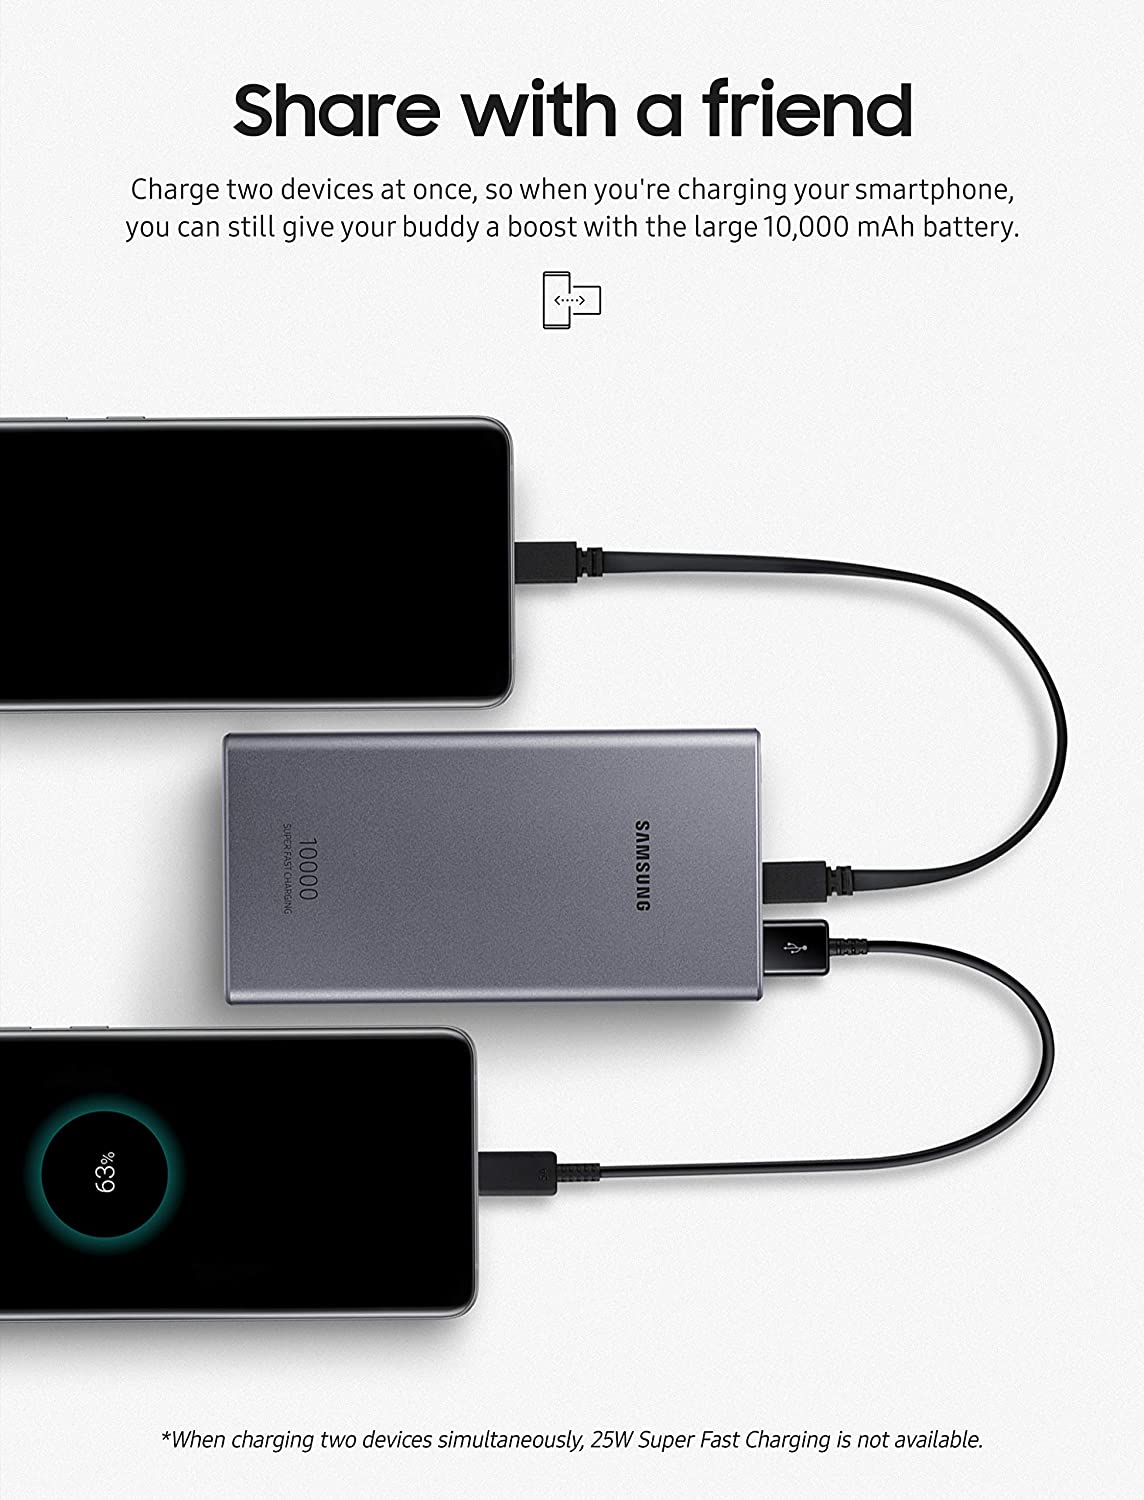 Share with a friend
Charge two devices at once, so when you're charging your smartphone,
you can still give your buddy a boost with the large 10,000 mAh battery.
SAMSUNG
10000
SUPER FAST CHARGING
63%
5A
*When charging two devices simultaneously, 25W Super Fast Charging is not available.